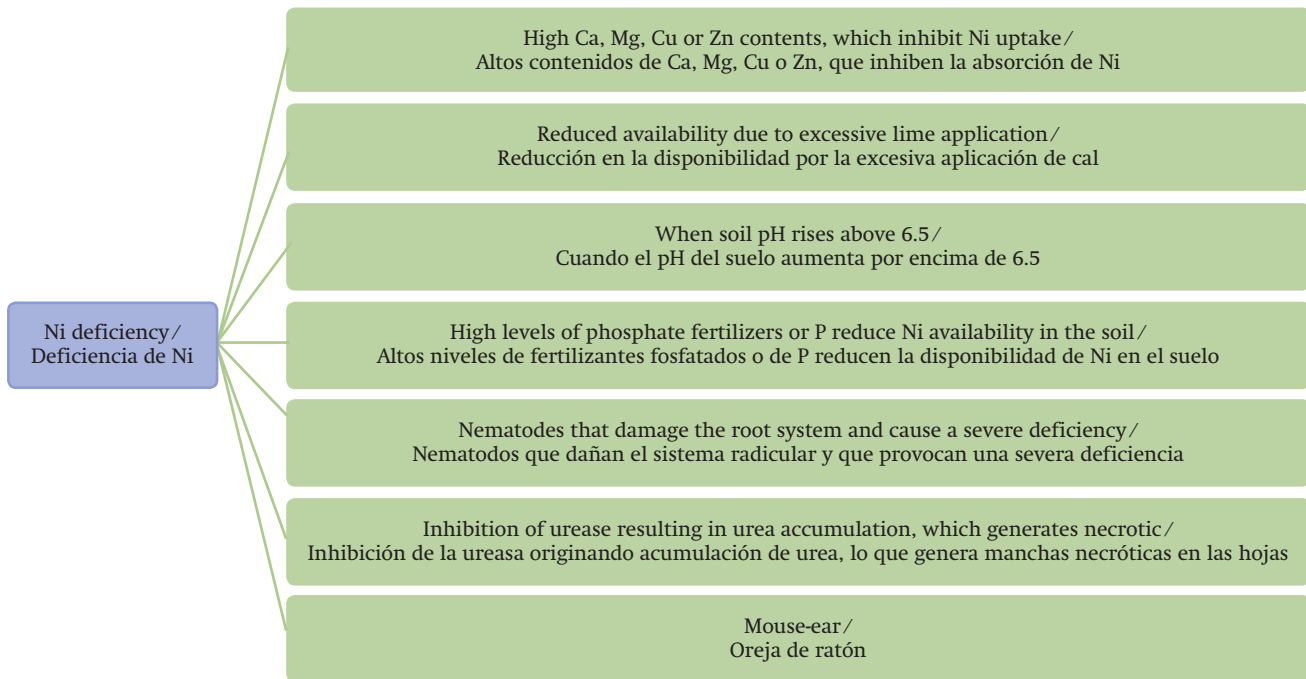 High Ca, Mg, Cu or Zn contents, which inhibit Ni uptake/
Altos contenidos de Ca, Mg, Cu o Zn, que inhiben la absorción de Ni
Reduced availability due to excessive lime application/
Reducción en la disponibilidad por la excesiva aplicación de cal
When soil pH rises above 6.5/
Cuando el pH del suelo aumenta por encima de 6.5
Ni deficiency/
Deficiencia de Ni
High levels of phosphate fertilizers or P reduce Ni availability in the soil/
Altos niveles de fertilizantes fosfatados o de P reducen la disponibilidad de Ni en el suelo
Nematodes that damage the root system and cause a severe deficiency/
Nematodos que dañan el sistema radicular y que provocan una severa deficiencia
Inhibition of urease resulting in urea accumulation, which generates necrotic/
Inhibición de la ureasa originando acumulación de urea, lo que genera manchas necróticas en las hojas
Mouse-ear/
Oreja de ratón